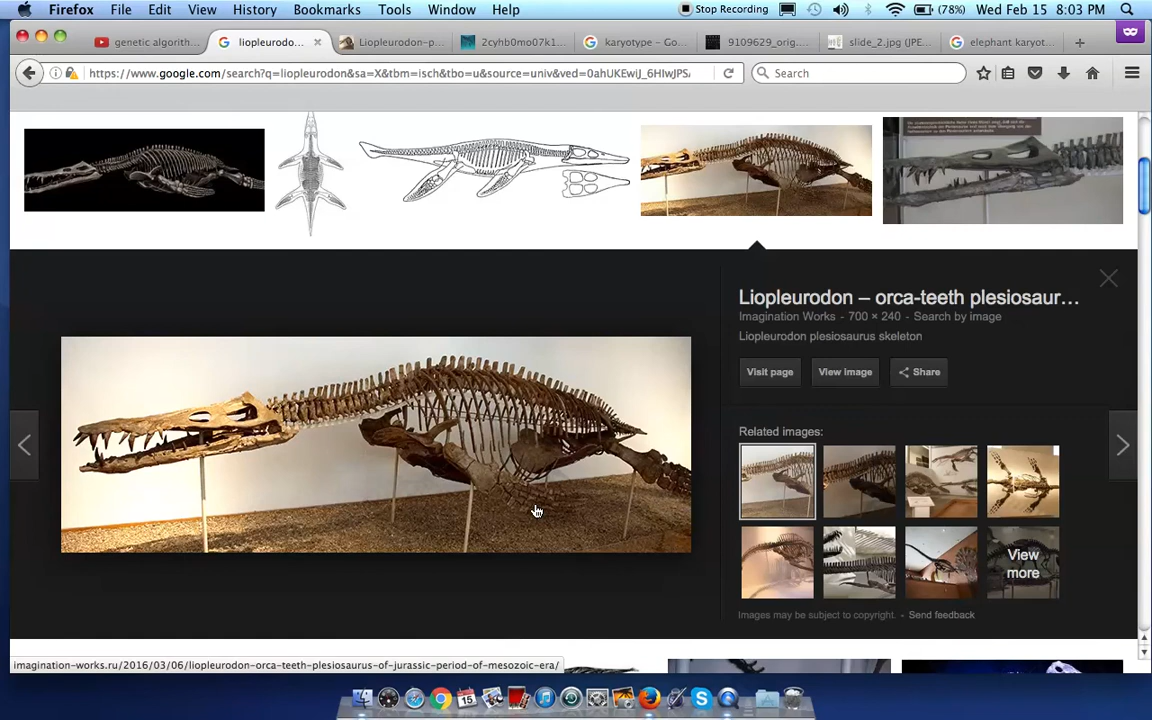 Firefox File Edit View History Bookmarks Tools Window Help Stop Recording (78%) Wed Feb 15 8:03 PM
genetic algorith... liopleurodo... Liopleurodon-p... 2cyhb0mo07k1... karyotype - Go... 9109629_orig.... slide_2.jpg (JPE... elephant karyot...
https://www.google.com/search?q=liopleurodon&sa=X&tbm=isch&tbo=u&source=univ&ved=0ahUKEwiJ_6HIwJPS/ Search
Liopleurodon – orca-teeth plesiosaur...
Imagination Works - 700 × 240 - Search by image
Liopleurodon plesiosaurus skeleton
Visit page View image Share
Related images:
View
more
Images may be subject to copyright. - Send feedback
imagination-works.ru/2016/03/06/liopleurodon-orca-teeth-plesiosaurus-of-jurassic-period-of-mesozoic-era/
15